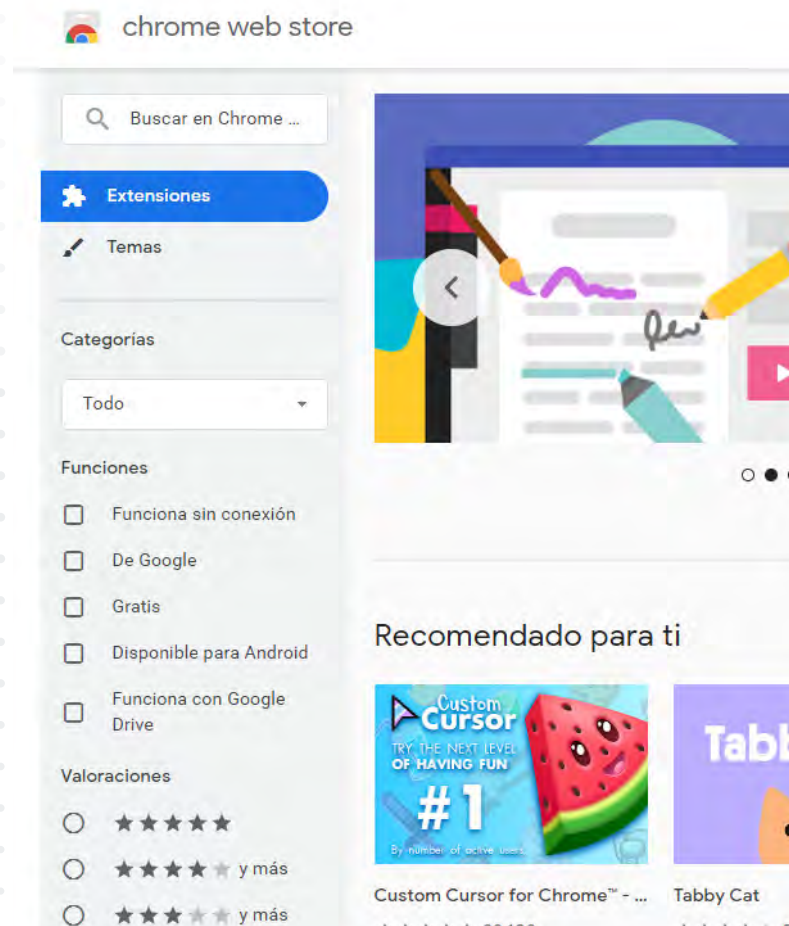 chrome web store
Buscar en Chrome ...
Extensiones
Temas
Categorías
Todo
Funciones
Funciona sin conexión
De Google
Gratis
Disponible para Android
Funciona con Google
Drive
Valoraciones
y más
y más
Recomendado para ti
Custom
Cursor
TRY THE NEXT LEVEL
OF HAVING FUN
#1
By number of active users
Custom Cursor for Chrome™ - ...
Tabby Cat